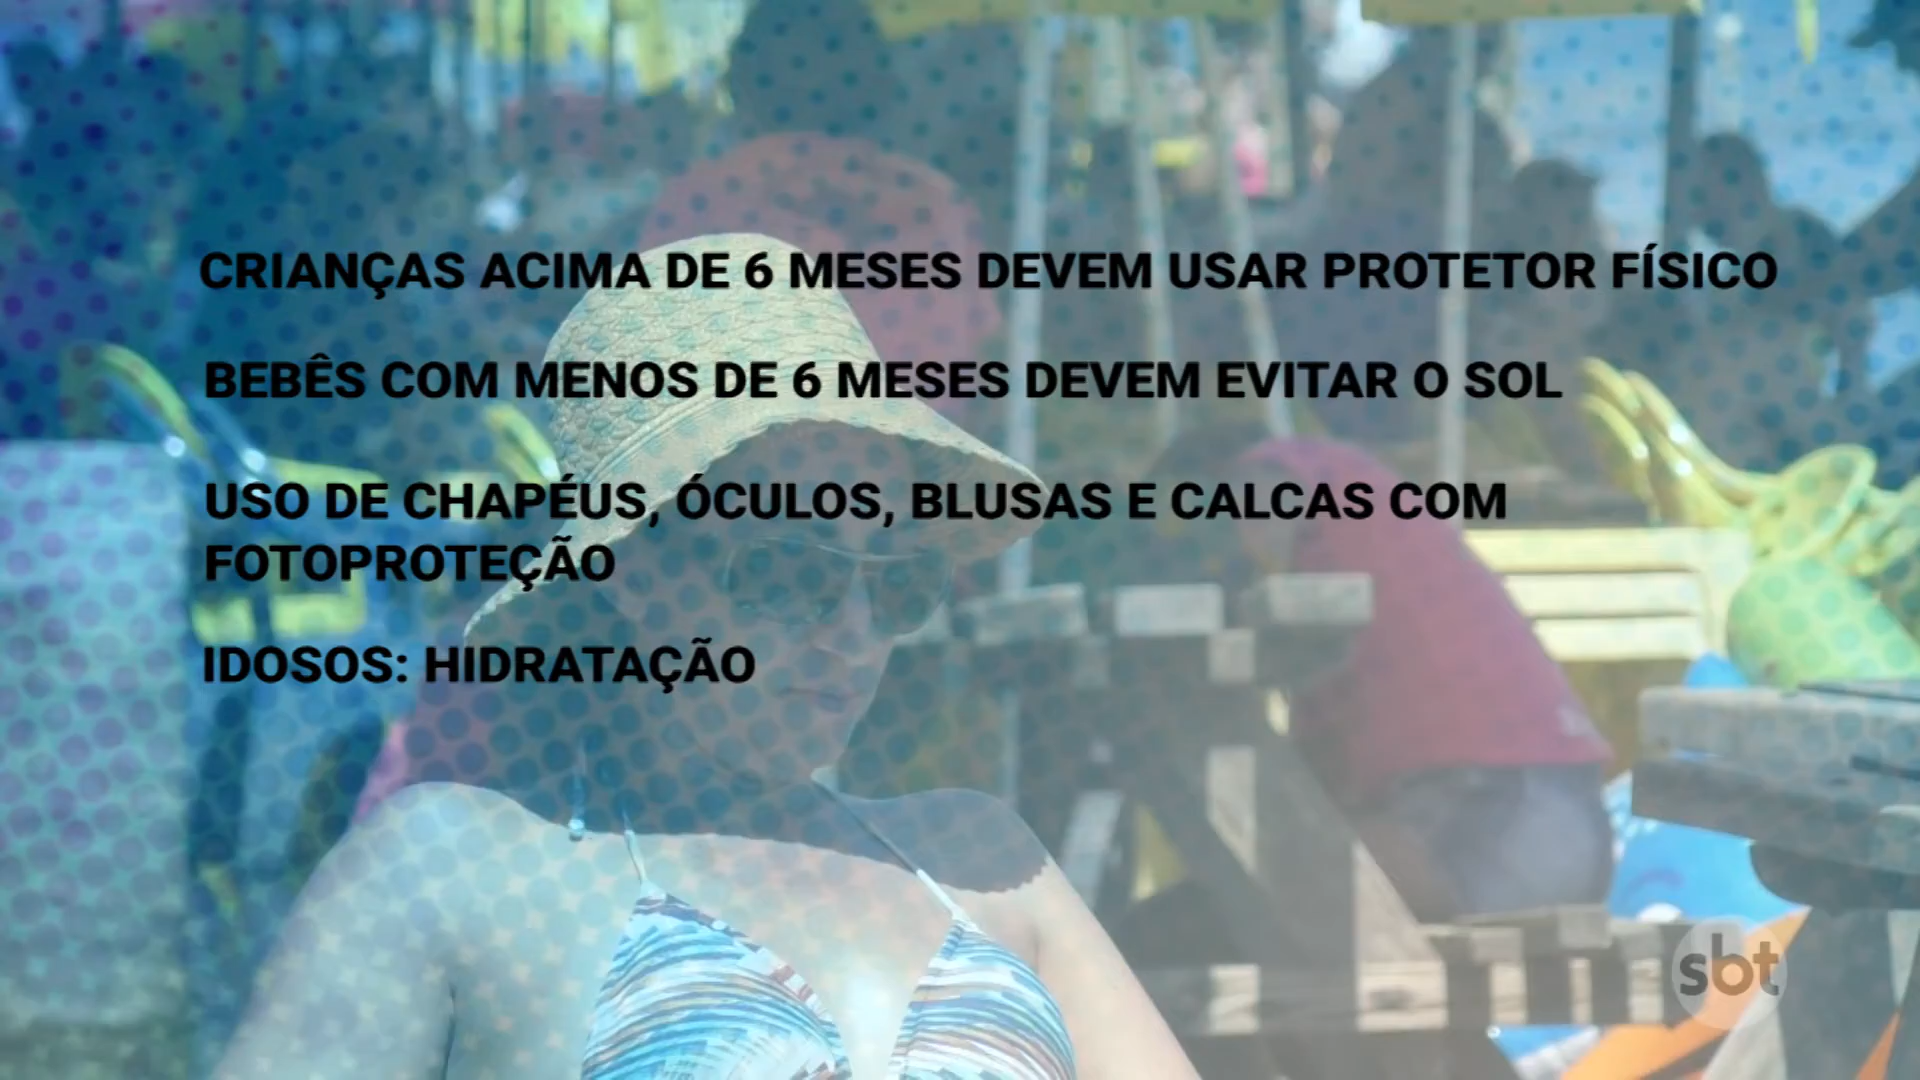 CRIANÇAS ACIMA DE 6 MESES DEVEM USAR PROTETOR FÍSICO
BEBÊS COM MENOS DE 6 MESES DEVEM EVITAR O SOL
USO DE CHAPÉUS, ÓCULOS, BLUSAS E CALCAS COM
FOTOPROTEÇÃO
IDOSOS: HIDRATAÇÃO
sbt